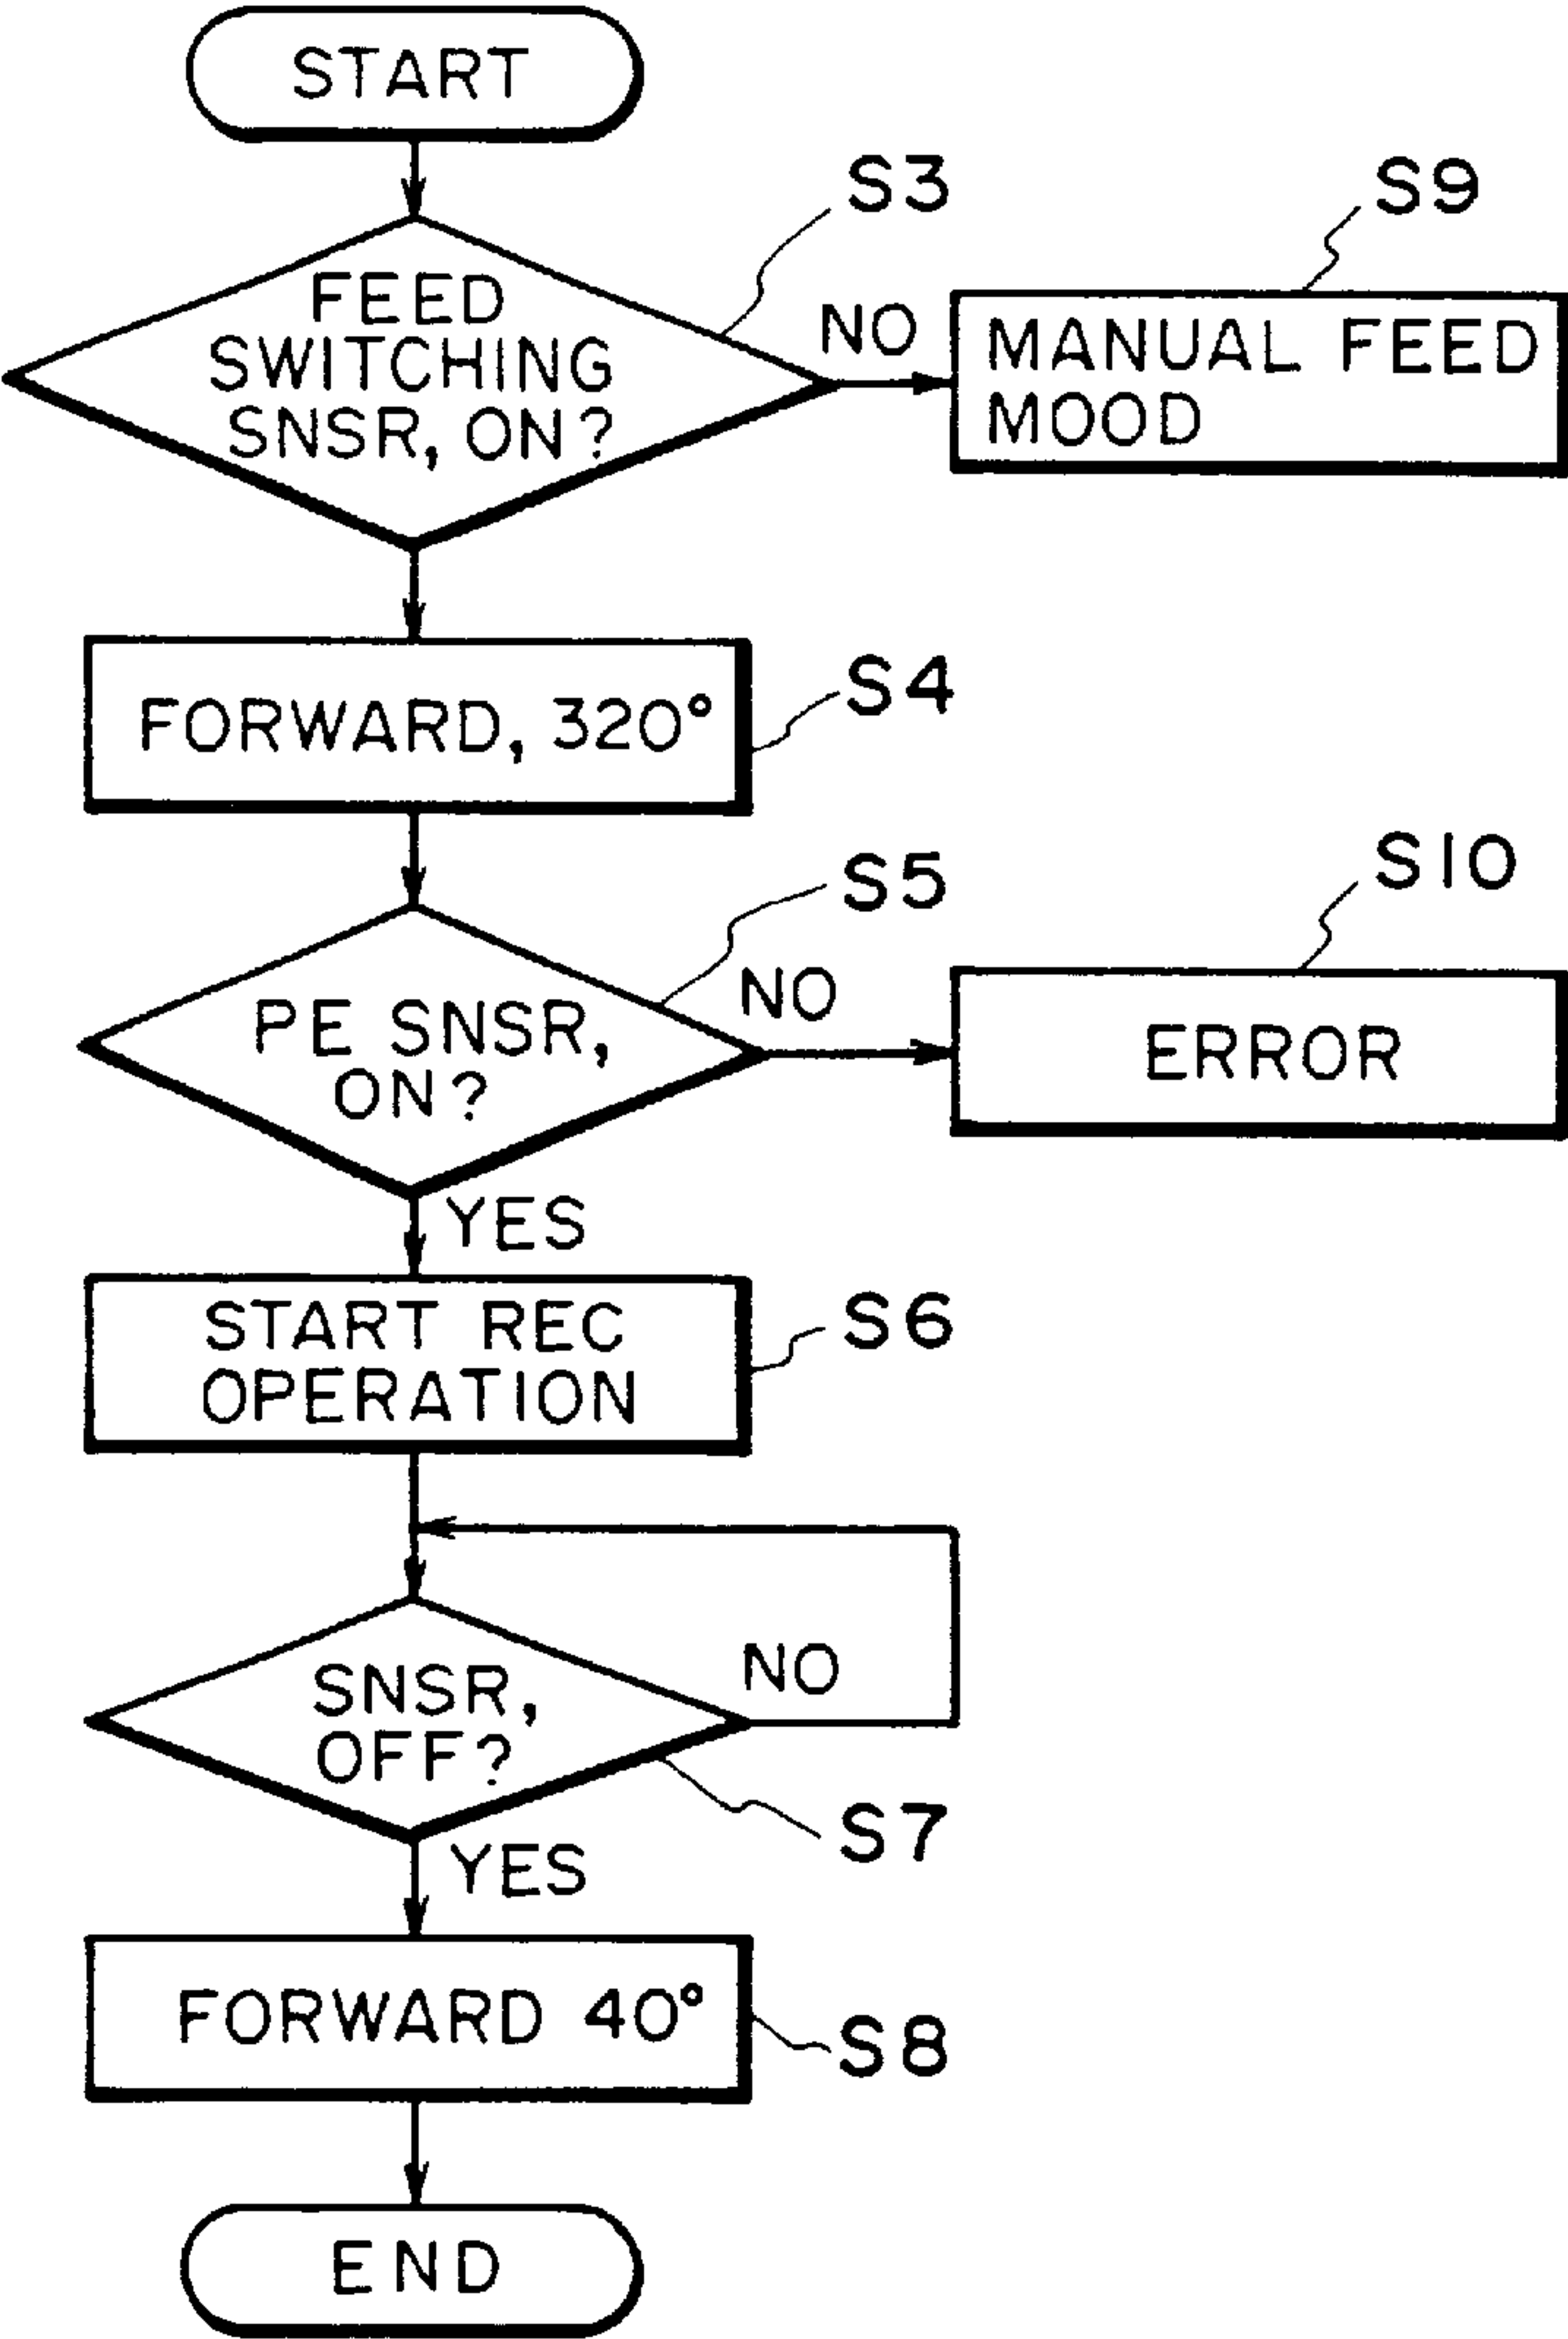 START
S3
S9
FEED
SWITCHING
SNSR, ON?
NO
MANUAL FEED
MOOD
FORWARD, 320°
S4
S5
S10
PE SNSR,
ON?
NO
ERROR
YES
START REC
OPERATION
S6
SNSR,
OFF?
NO
S7
YES
FORWARD 40°
S8
END